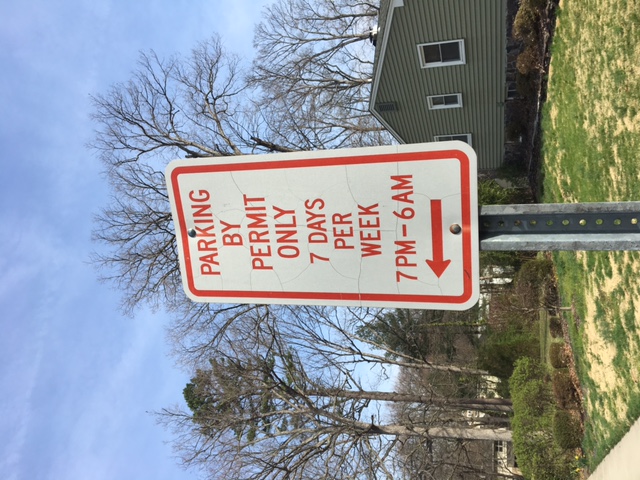 PARKING
BY
PERMIT
ONLY
7 DAYS
PER
WEEK
7PM-6AM